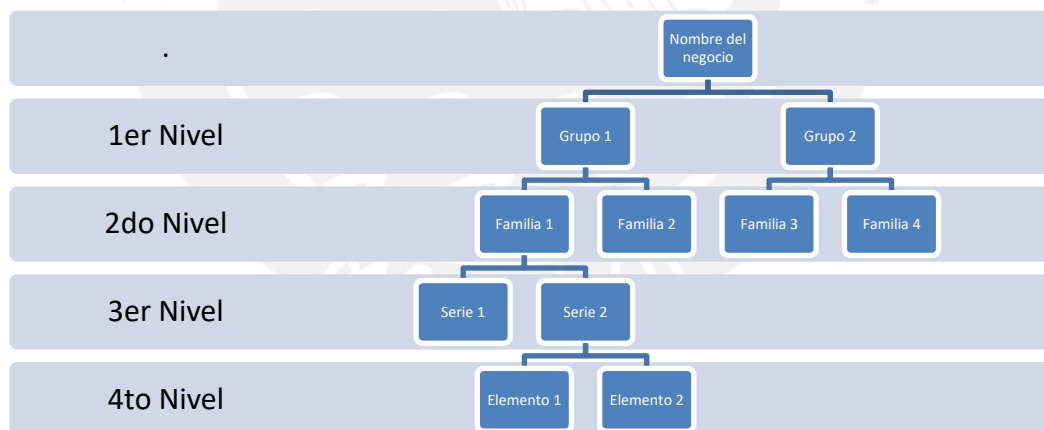 .
Nombre del
negocio
1er Nivel
Grupo 1
Grupo 2
2do Nivel
Familia 1
Familia 2
Familia 3
Familia 4
3er Nivel
Serie 1
Serie 2
4to Nivel
Elemento 1
Elemento 2